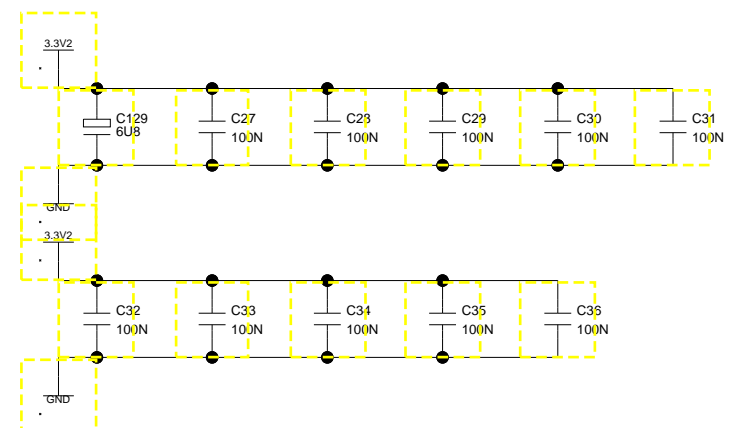 3.3V2
C129
6U8
C27
100N
C28
100N
C29
100N
C30
100N
C31
100N
GND
3.3V2
C32
100N
C33
100N
C34
100N
C35
100N
C36
100N
GND